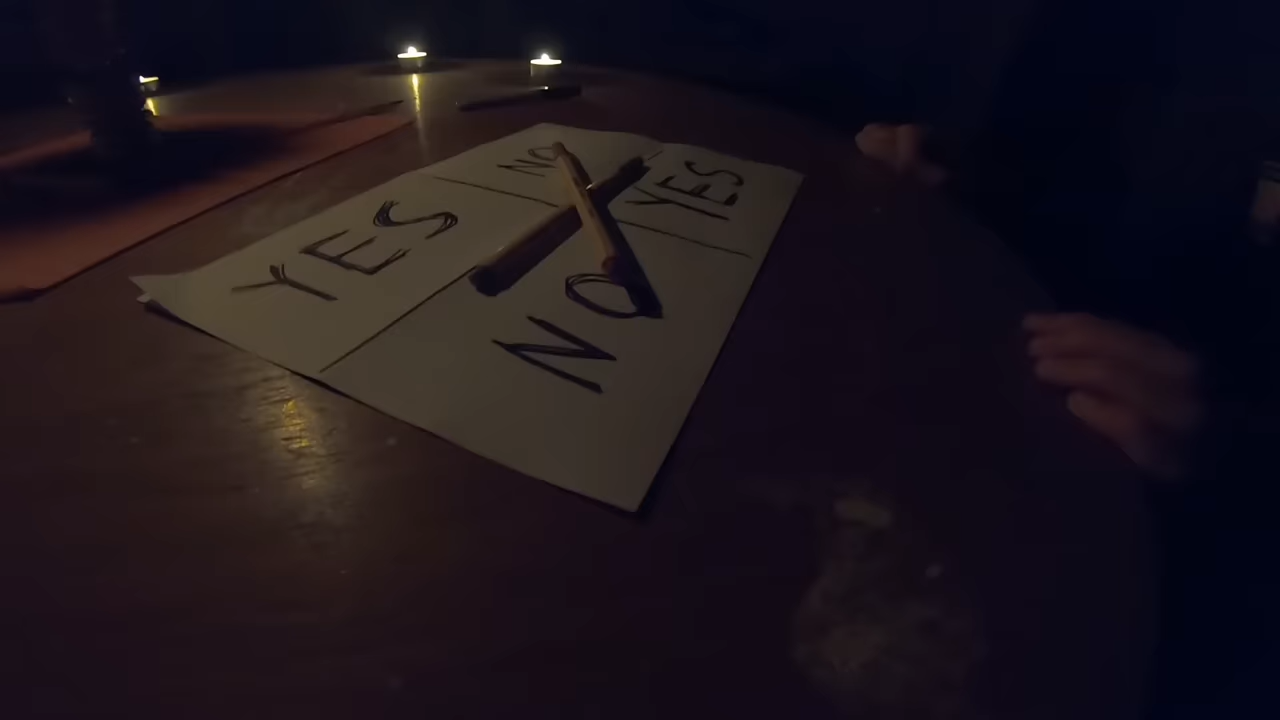 NO YES
YES NO